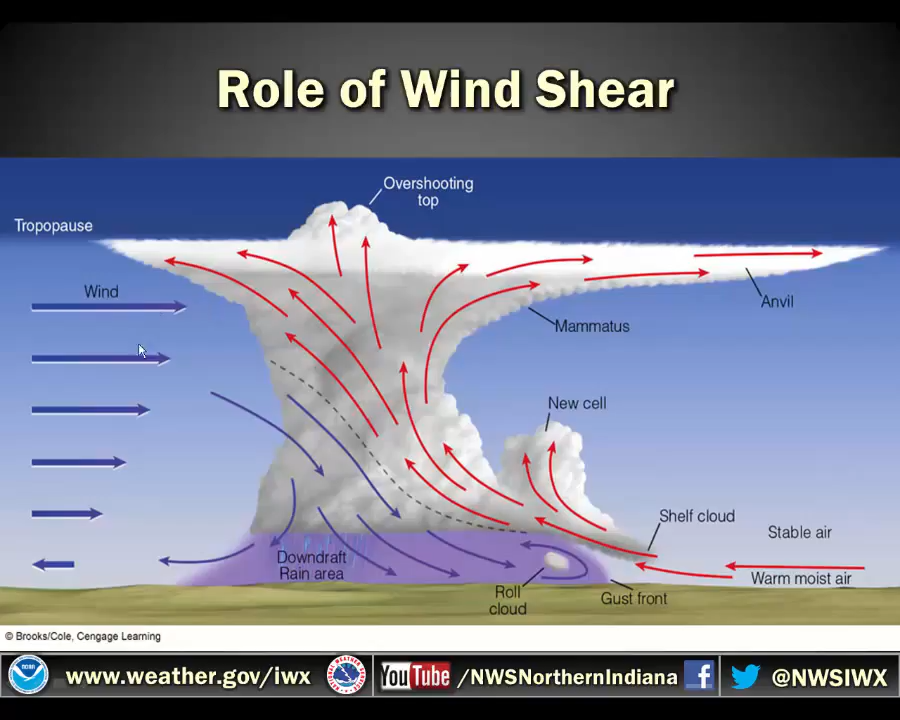 Role of Wind Shear
Overshooting
top
Tropopause
Wind
Anvil
Mammatus
New cell
Shelf cloud
Stable air
Downdraft
Rain area
Warm moist air
Roll
cloud
Gust front
© Brooks/Cole, Cengage Learning
NOAA
www.weather.gov/iwx
YouTube /NWSNorthernIndiana f
@NWSIWX